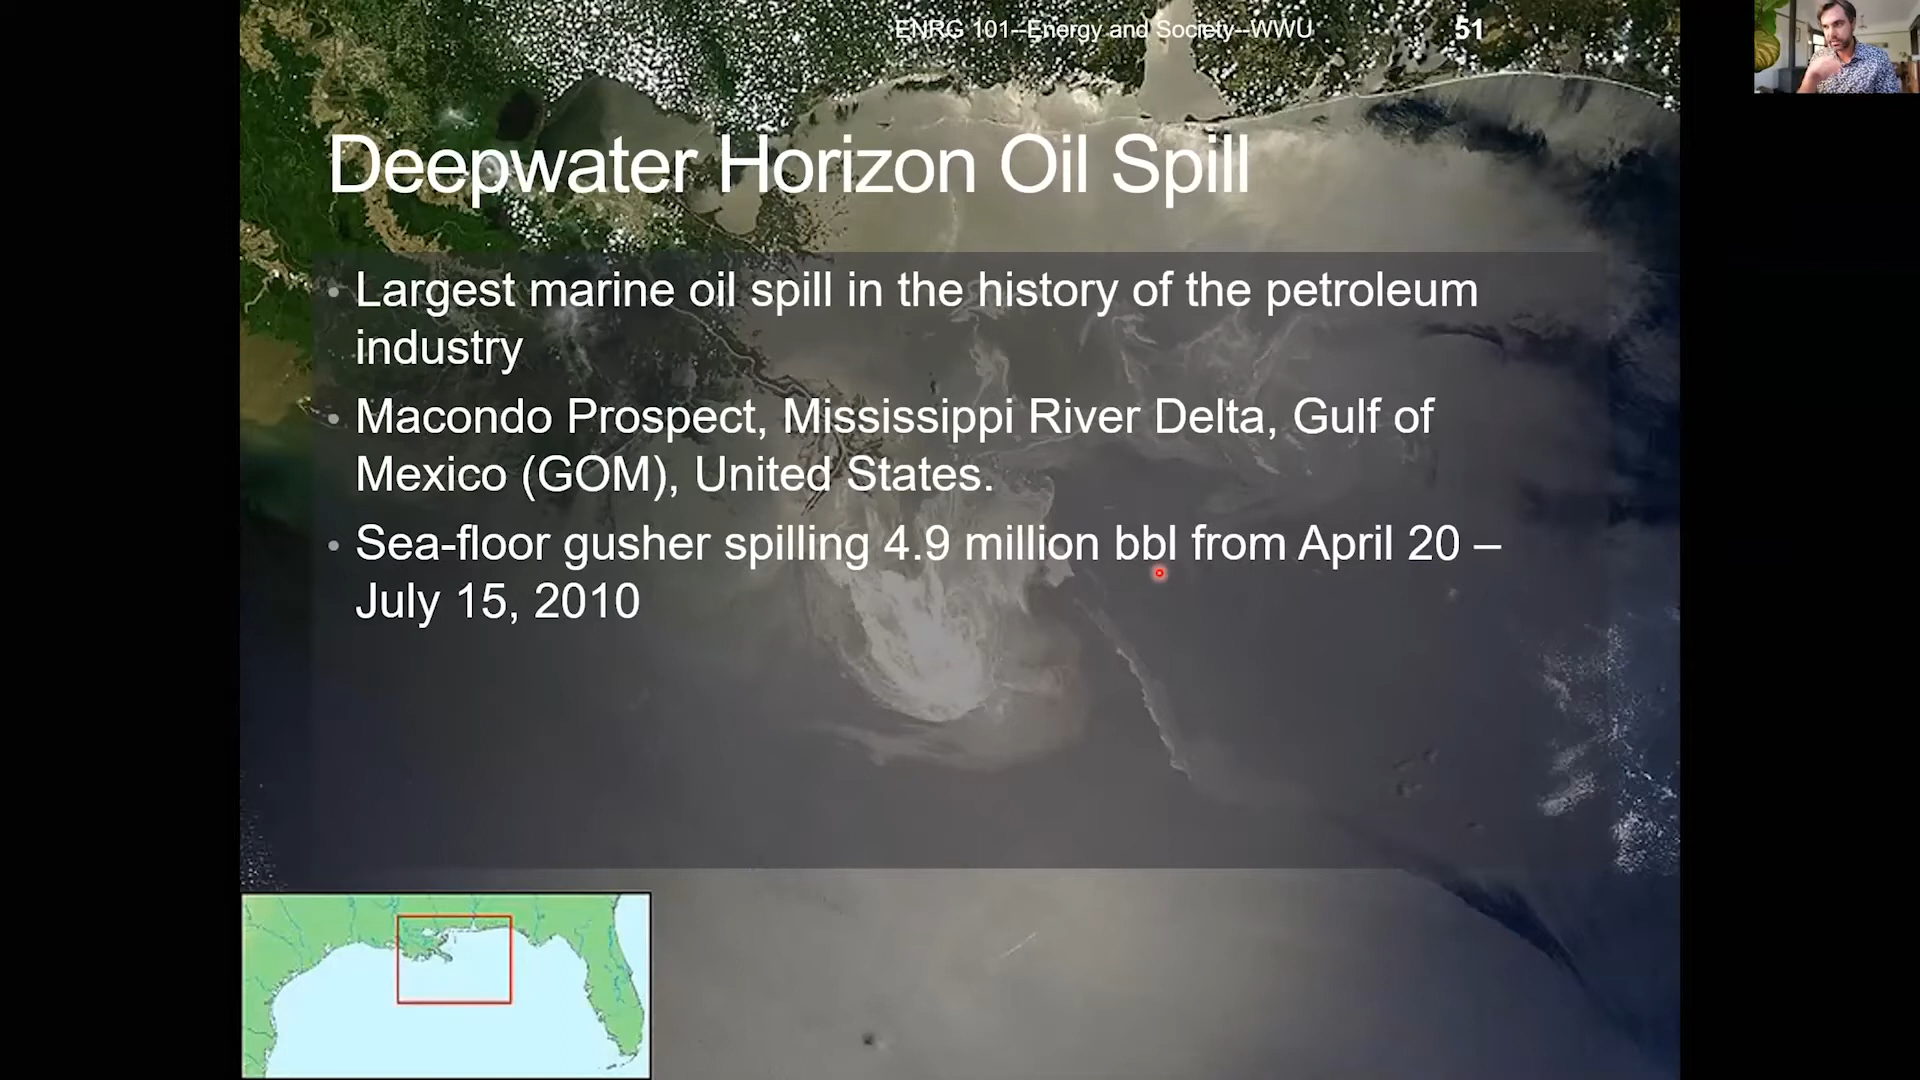 ENRG 101--Energy and Society--WWU 51
Deepwater Horizon Oil Spill
• Largest marine oil spill in the history of the petroleum
industry
• Macondo Prospect, Mississippi River Delta, Gulf of
Mexico (GOM), United States.
• Sea-floor gusher spilling 4.9 million bbl from April 20 –
July 15, 2010